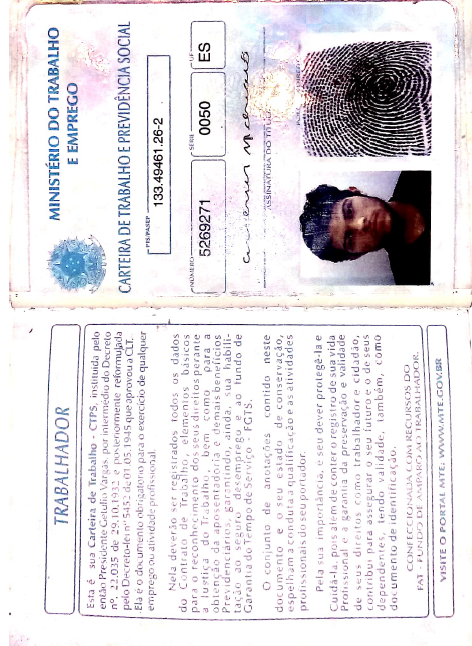 MINISTÉRIO DO TRABALHO
E EMPREGO
CARTEIRA DE TRABALHO E PREVIDÊNCIA SOCIAL
PIS/PASEP
133.49461.26-2
NÚMERO
5269271
SÉRIE
0050
UF
ES
ASSINATURA DO TITULAR
TRABALHADOR
Esta é sua Carteira de Trabalho - CTPS, instituída pelo
então Presidente Getulio Vargas, por intermédio do Decreto
nº. 22.035 de 29.10.1932 e posteriormente reformulada
pelo Decreto-lei nº 5452 de 01.05.1943 que aprovou a CLT.
Ela é o documento obrigatório para o exercício de qualquer
emprego ou atividade profissional.
Nela deverão ser registrados todos os dados
do Contrato de Trabalho, elementos básicos
para o reconhecimento dos seus direitos perante
a Justiça do Trabalho bem como para a
obtenção da aposentadoria e demais benefícios
Previdenciários, garantindo, ainda, sua habili-
tação ao seguro desemprego e ao Fundo de
Garantia do Tempo de Serviço - FGTS.
O conjunto de anotações contido neste
documento e o seu estado de conservação,
espelham a conduta a qualificação e as atividades
profissionais do seu portador.
Pela sua importância, é seu dever protegê-la e
Cuidá-la, pois além de conter o registro de sua vida
Profissional e a garantia da preservação e validade
de seus direitos como trabalhador e cidadão,
contribui para assegurar o seu futuro e o de seus
dependentes, tendo validade, também, como
documento de identificação.
CONFECCIONADA COM RECURSOS DO
FAT - FUNDO DE AMPARO AO TRABALHADOR.
VISITE O PORTAL MTE: WWW.MTE.GOV.BR